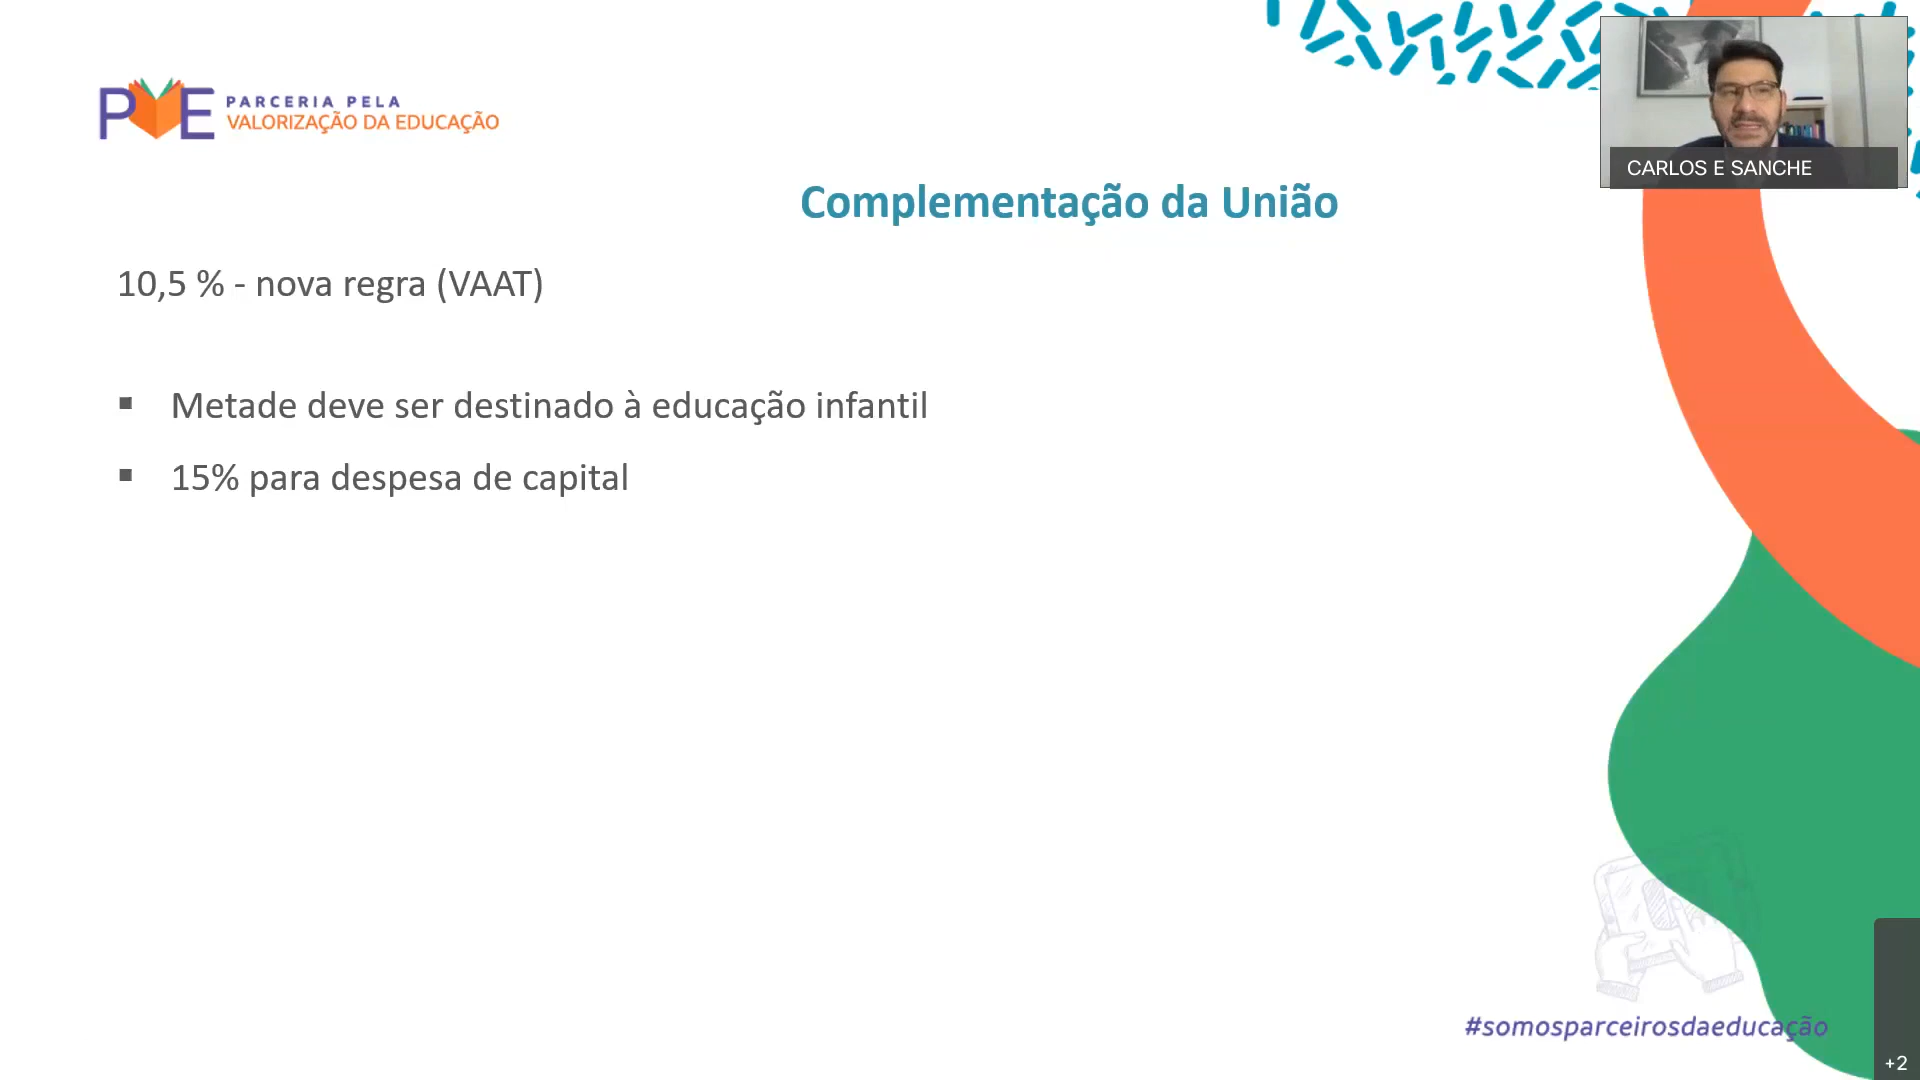 PVE PARCERIA PELA
VALORIZAÇÃO DA EDUCAÇÃO
CARLOS E SANCHE
Complementação da União
10,5 % - nova regra (VAAT)
▪ Metade deve ser destinado à educação infantil
▪ 15% para despesa de capital
#somosparceirosdaeducação
+2